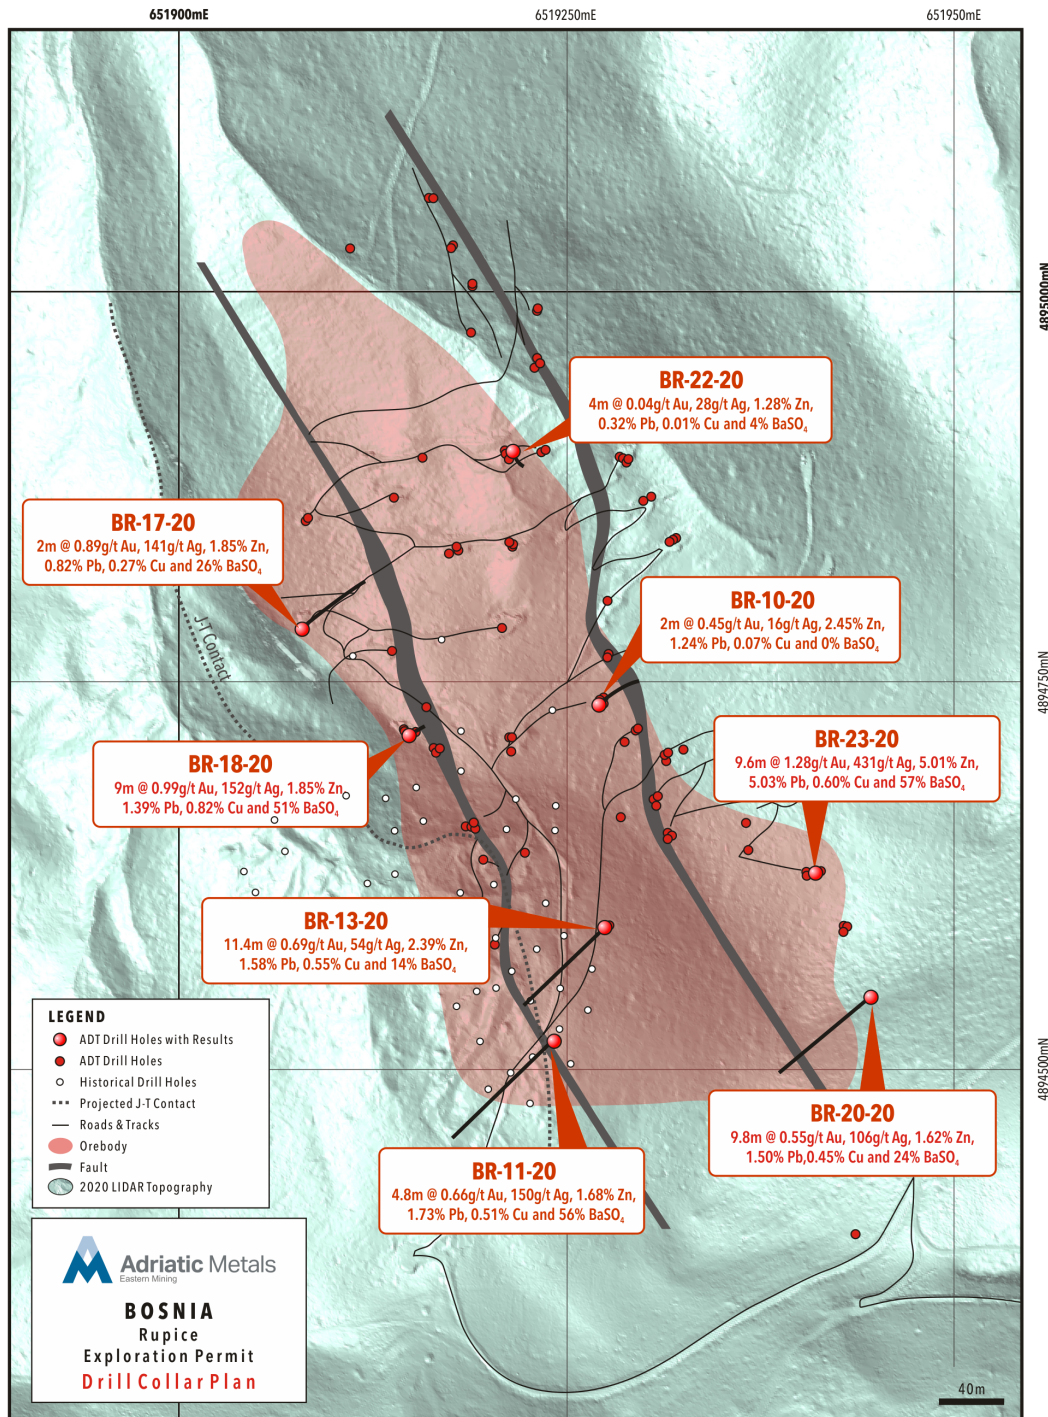 651900mE
6519250mE
651950mE
4895000mN
BR-22-20
4m @ 0.04g/t Au, 28g/t Ag, 1.28% Zn,
0.32% Pb, 0.01% Cu and 4% BaSO₄
BR-17-20
2m @ 0.89g/t Au, 141g/t Ag, 1.85% Zn,
0.82% Pb, 0.27% Cu and 26% BaSO₄
BR-10-20
2m @ 0.45g/t Au, 16g/t Ag, 2.45% Zn,
1.24% Pb, 0.07% Cu and 0% BaSO₄
J-T Contact
4894750mN
BR-23-20
9.6m @ 1.28g/t Au, 431g/t Ag, 5.01% Zn,
5.03% Pb, 0.60% Cu and 57% BaSO₄
BR-18-20
9m @ 0.99g/t Au, 152g/t Ag, 1.85% Zn,
1.39% Pb, 0.82% Cu and 51% BaSO₄
BR-13-20
11.4m @ 0.69g/t Au, 54g/t Ag, 2.39% Zn,
1.58% Pb, 0.55% Cu and 14% BaSO₄
4894500mN
BR-20-20
9.8m @ 0.55g/t Au, 106g/t Ag, 1.62% Zn,
1.50% Pb,0.45% Cu and 24% BaSO₄
BR-11-20
4.8m @ 0.66g/t Au, 150g/t Ag, 1.68% Zn,
1.73% Pb, 0.51% Cu and 56% BaSO₄
LEGEND
ADT Drill Holes with Results
ADT Drill Holes
Historical Drill Holes
Projected J-T Contact
Roads & Tracks
Orebody
Fault
2020 LIDAR Topography
Adriatic Metals
Eastern Mining
BOSNIA
Rupice
Exploration Permit
Drill Collar Plan
40m